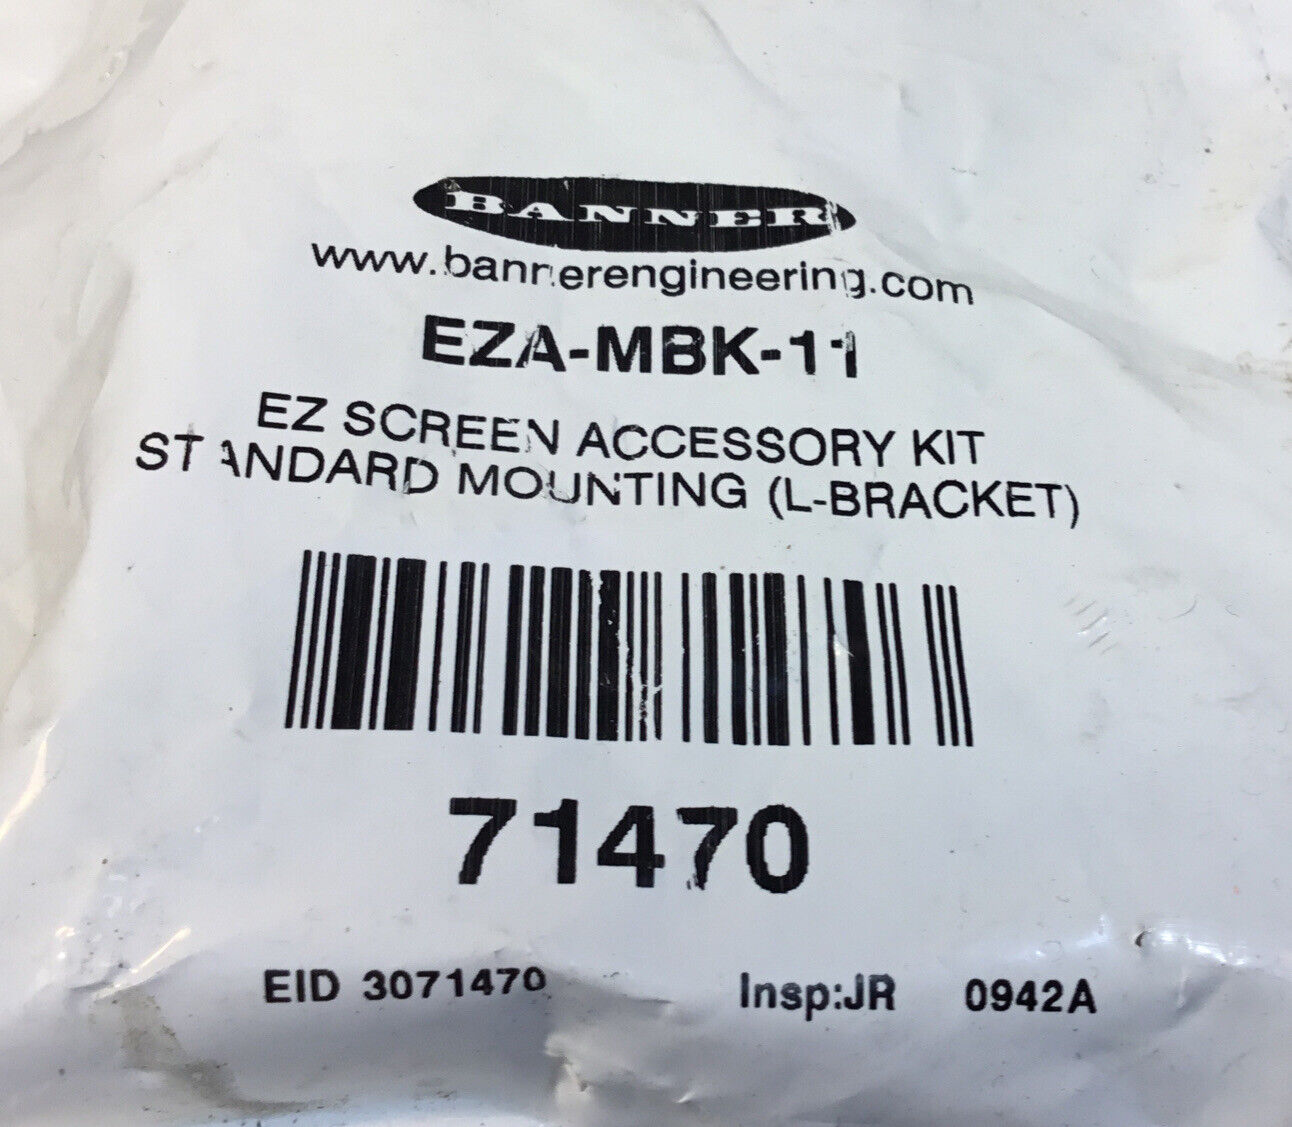 BANNER
www.bannerengineering.com
EZA-MBK-11
EZ SCREEN ACCESSORY KIT
STANDARD MOUNTING (L-BRACKET)
71470
EID 3071470 Insp:JR 0942A